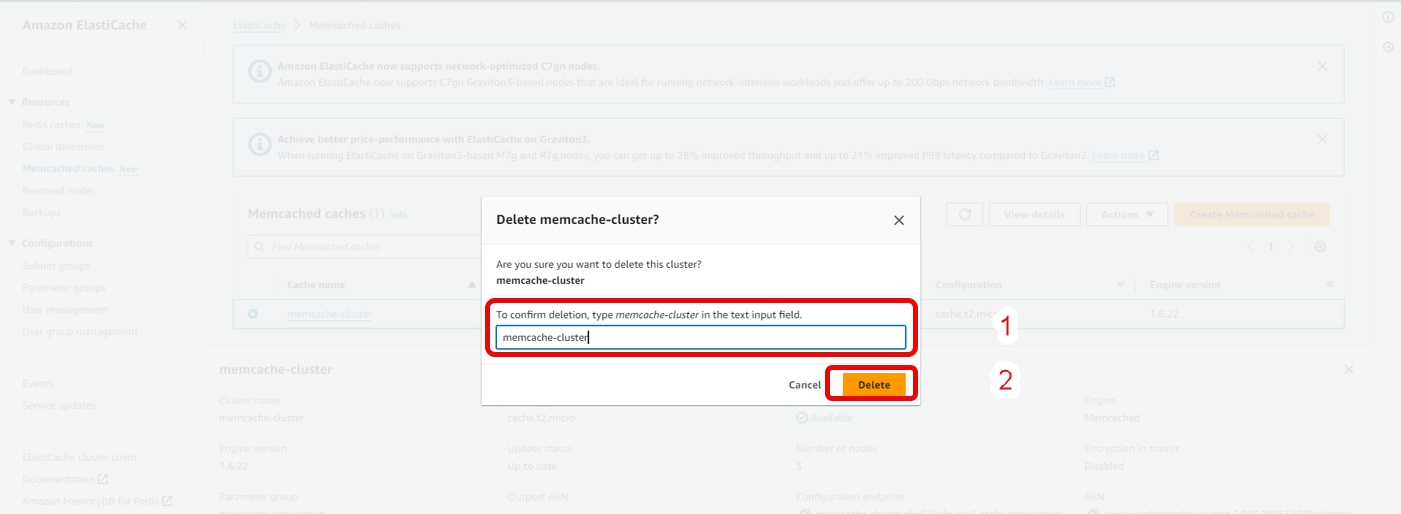 Amazon ElastiCache
ElastiCache > Memcached caches
Dashboard
Resources
Redis caches New
Global datastores
Memcached caches New
Reserved nodes
Backups
Configurations
Subnet groups
Parameter groups
User management
User group management
Events
Service updates
ElastiCache cluster client
Documentation
Amazon MemoryDB for Redis
Amazon ElastiCache now supports network-optimized C7gn nodes.
Amazon ElastiCache now supports C7gn Graviton3-based nodes that are ideal for running network-intensive workloads and offer up to 200 Gbps network bandwidth. Learn more
Achieve better price-performance with ElastiCache on Graviton3.
When running ElastiCache on Graviton3-based M7g and R7g nodes, you can get up to 28% improved throughput and up to 21% improved P99 latency compared to Graviton2. Learn more
Memcached caches (1) Info
View details
Actions
Create Memcached cache
Find Memcached caches
1
Cache name
Configuration
Engine version
memcache-cluster
cache.t2.mic
1.6.22
Delete memcache-cluster?
Are you sure you want to delete this cluster?
memcache-cluster
To confirm deletion, type memcache-cluster in the text input field.
memcache-cluster
Cancel
Delete
1
2
memcache-cluster
Cluster name
memcache-cluster
cache.t2.micro
Available
Engine
Memcached
Engine version
1.6.22
Update status
Up to date
Number of nodes
3
Encryption in transit
Disabled
Parameter group
Outpost ARN
Configuration endpoint
ARN